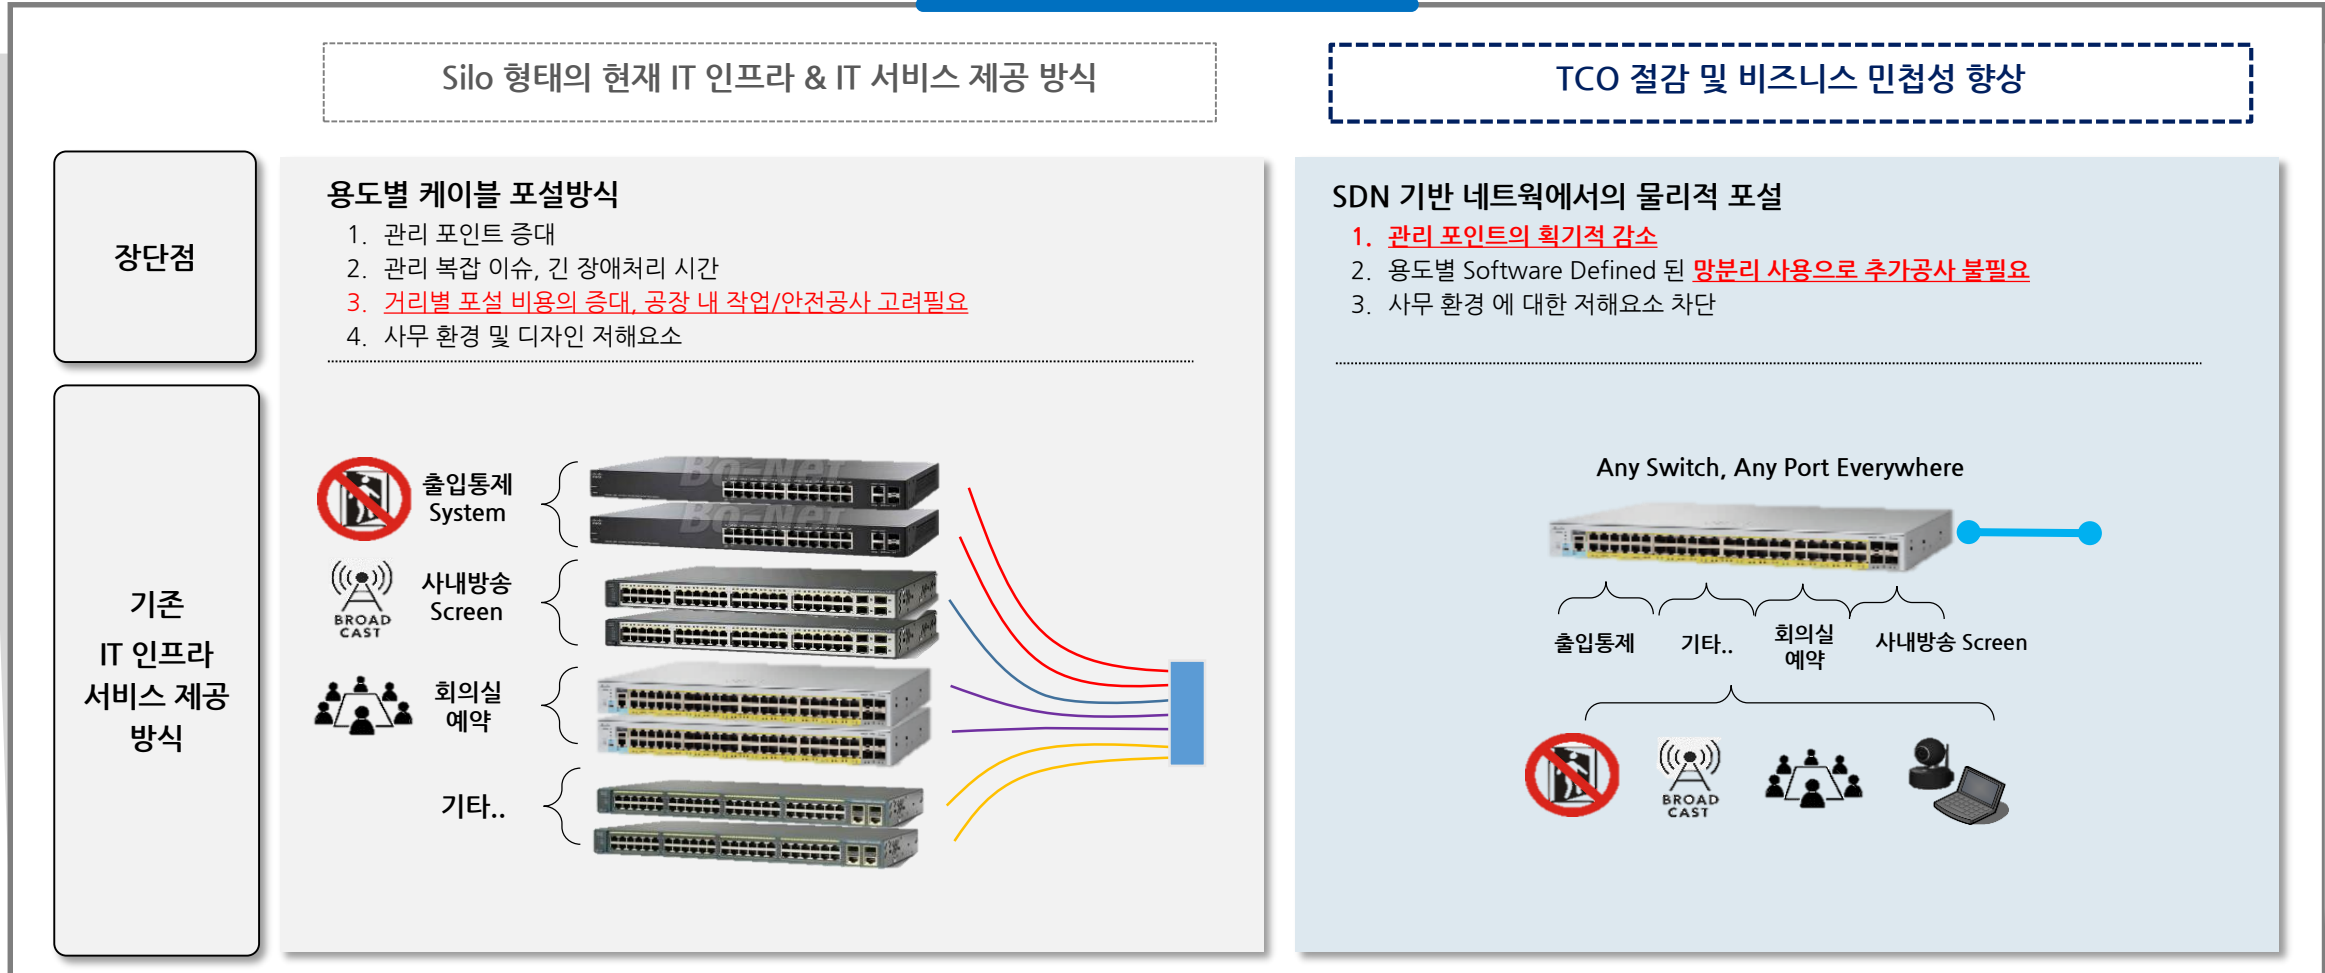 Silo 형태의 현재 IT 인프라 & IT 서비스 제공 방식
TCO 절감 및 비즈니스 민첩성 향상
장단점
용도별 케이블 포설방식
1. 관리 포인트 증대
2. 관리 복잡 이슈, 긴 장애처리 시간
3. 거리별 포설 비용의 증대, 공장 내 작업/안전공사 고려필요
4. 사무 환경 및 디자인 저해요소
SDN 기반 네트웍에서의 물리적 포설
1. 관리 포인트의 획기적 감소
2. 용도별 Software Defined 된 망분리 사용으로 추가공사 불필요
3. 사무 환경 에 대한 저해요소 차단
기존
IT 인프라
서비스 제공
방식
출입통제
System
Bo-Net
Bo-Net
BROAD
CAST
사내방송
Screen
회의실
예약
기타..
Any Switch, Any Port Everywhere
출입통제
기타..
회의실
예약
사내방송 Screen
BROAD
CAST